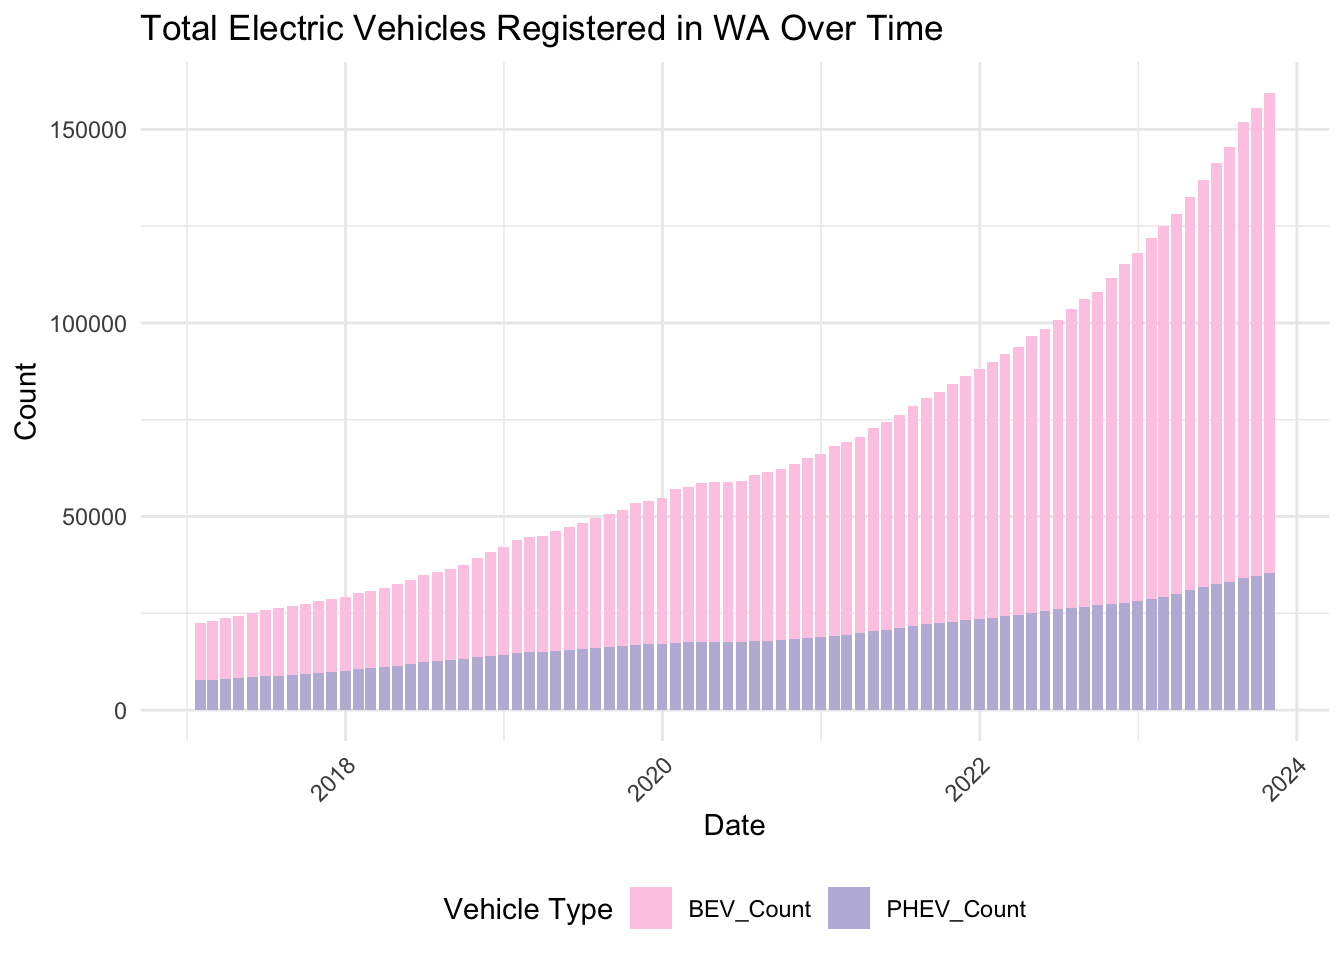 Total Electric Vehicles Registered in WA Over Time
150000
100000
50000
0
Count
2018
2020
2022
2024
Date
Vehicle Type
BEV_Count
PHEV_Count